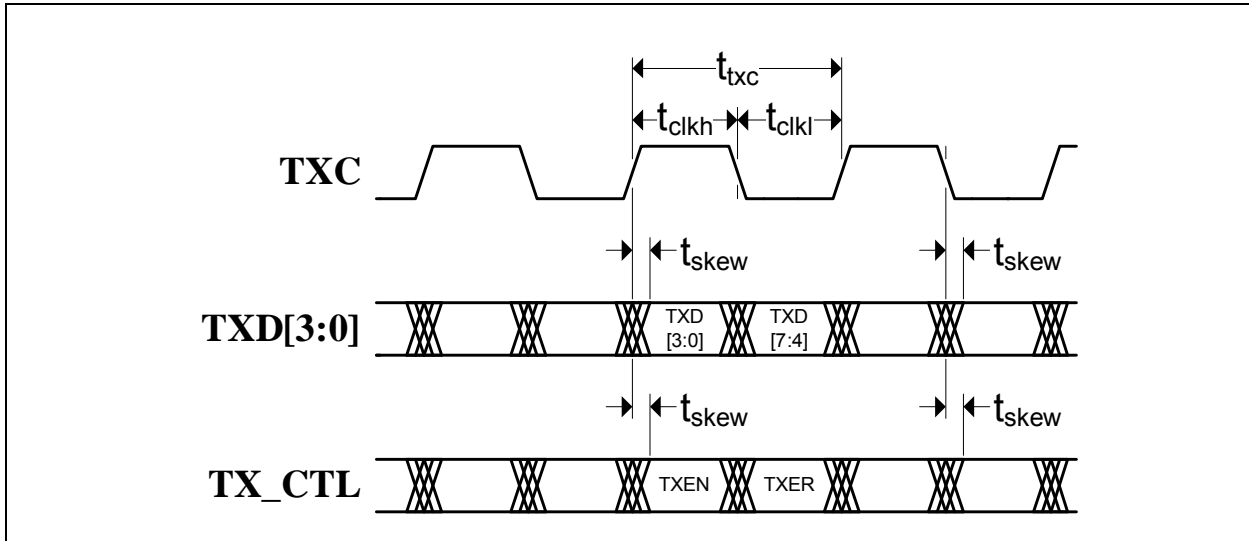 t_txc
t_clkh t_clkl
TXC
t_skew t_skew
TXD[3:0] TXD TXD
[3:0] [7:4]
t_skew t_skew
TX_CTL TXEN TXER